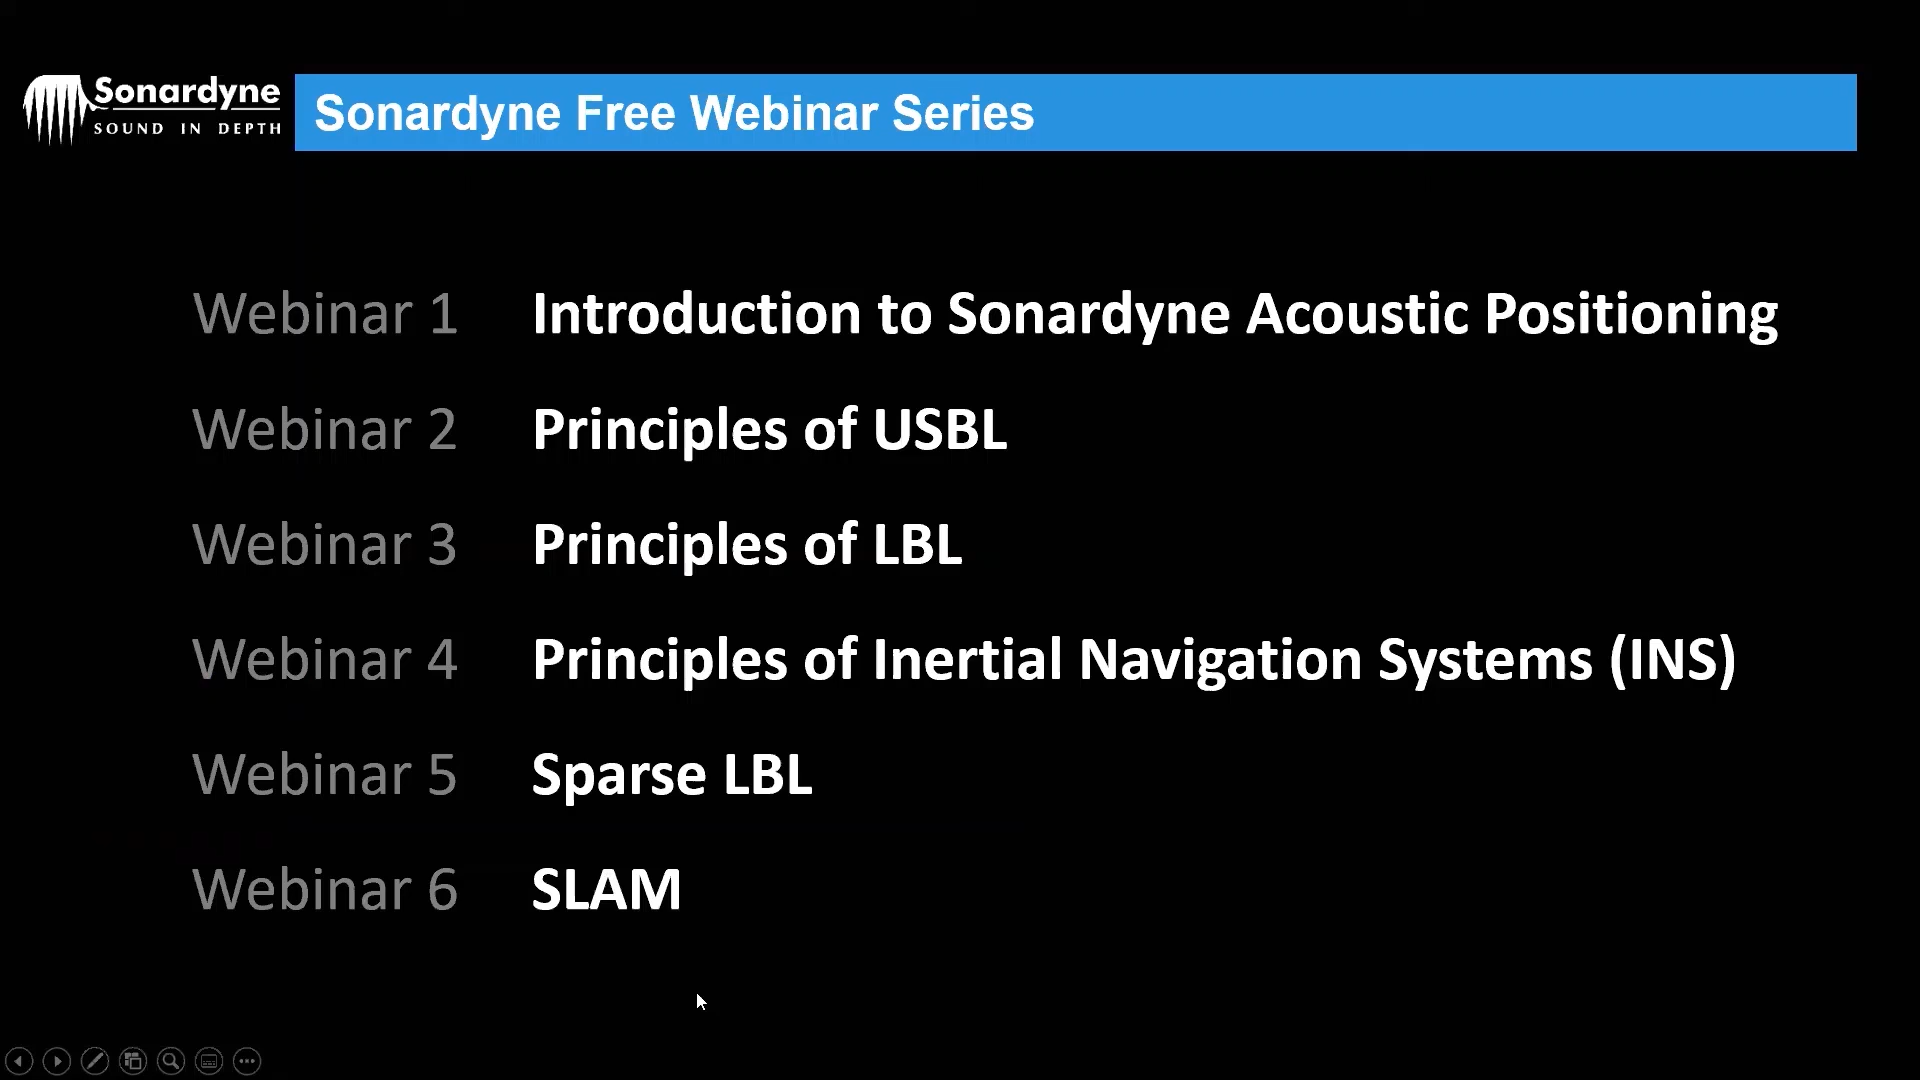 Sonardyne
SOUND IN DEPTH
Sonardyne Free Webinar Series
Webinar 1 Introduction to Sonardyne Acoustic Positioning
Webinar 2 Principles of USBL
Webinar 3 Principles of LBL
Webinar 4 Principles of Inertial Navigation Systems (INS)
Webinar 5 Sparse LBL
Webinar 6 SLAM